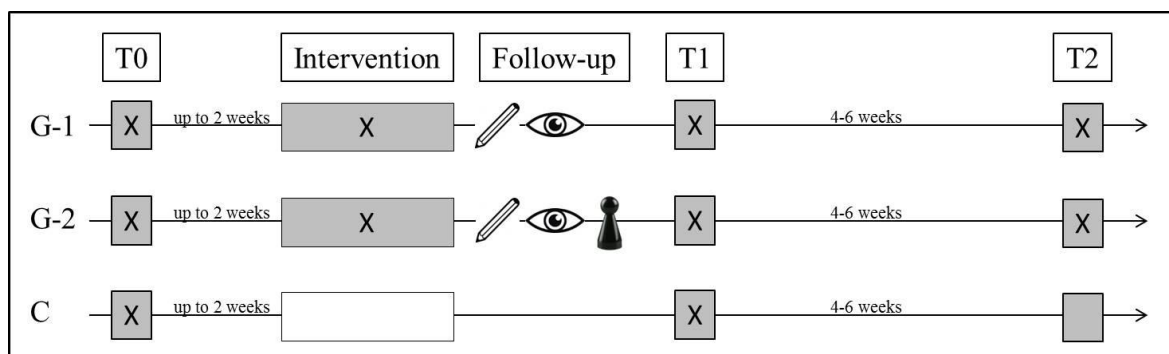 T0 Intervention Follow-up T1 T2
G-1 X up to 2 weeks X X 4-6 weeks X
G-2 X up to 2 weeks X X 4-6 weeks X
C X up to 2 weeks X 4-6 weeks